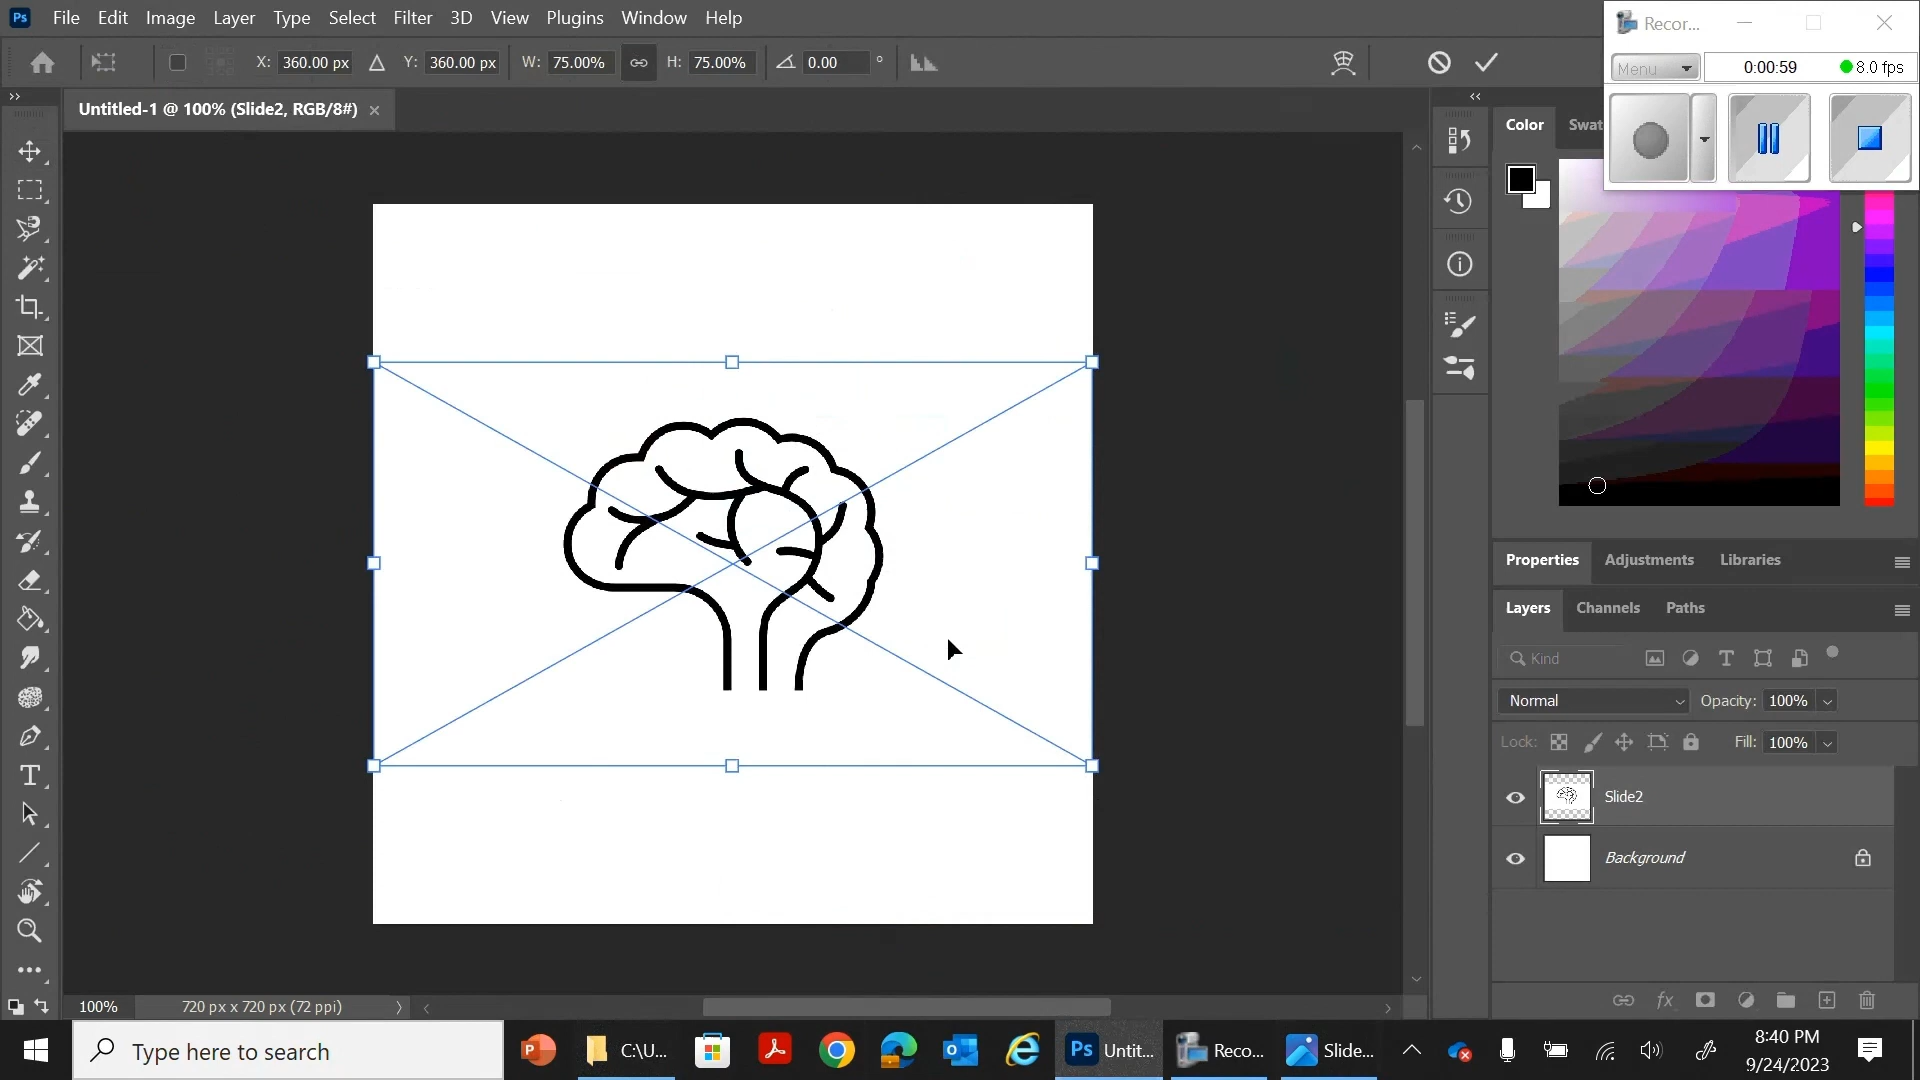 Ps File Edit Image Layer Type Select Filter 3D View Plugins Window Help
Recor...
X: 360.00 px Y: 360.00 px W: 75.00% H: 75.00% 0.00 °
Menu 0:00:59 8.0 fps
Untitled-1 @ 100% (Slide2, RGB/8#)
Color Swat
Properties Adjustments Libraries
Layers Channels Paths
Kind
Normal Opacity: 100%
Lock: Fill: 100%
Slide2
Background
100% 720 px x 720 px (72 ppi)
Type here to search
C:\U...
Ps Untit...
Reco...
Slide...
8:40 PM
9/24/2023